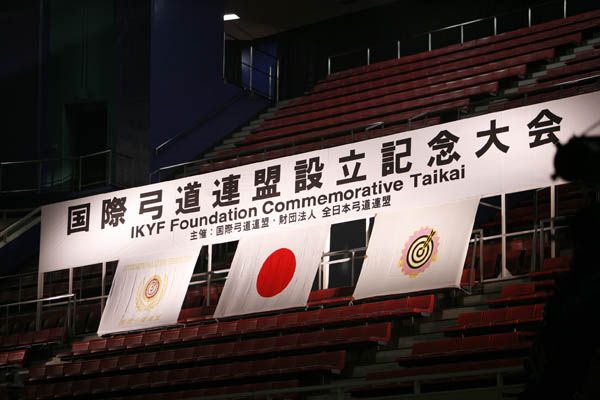 国際弓道連盟設立記念大会
IKYF Foundation Commemorative Taikai
主催：国際弓道連盟・財団法人 全日本弓道連盟